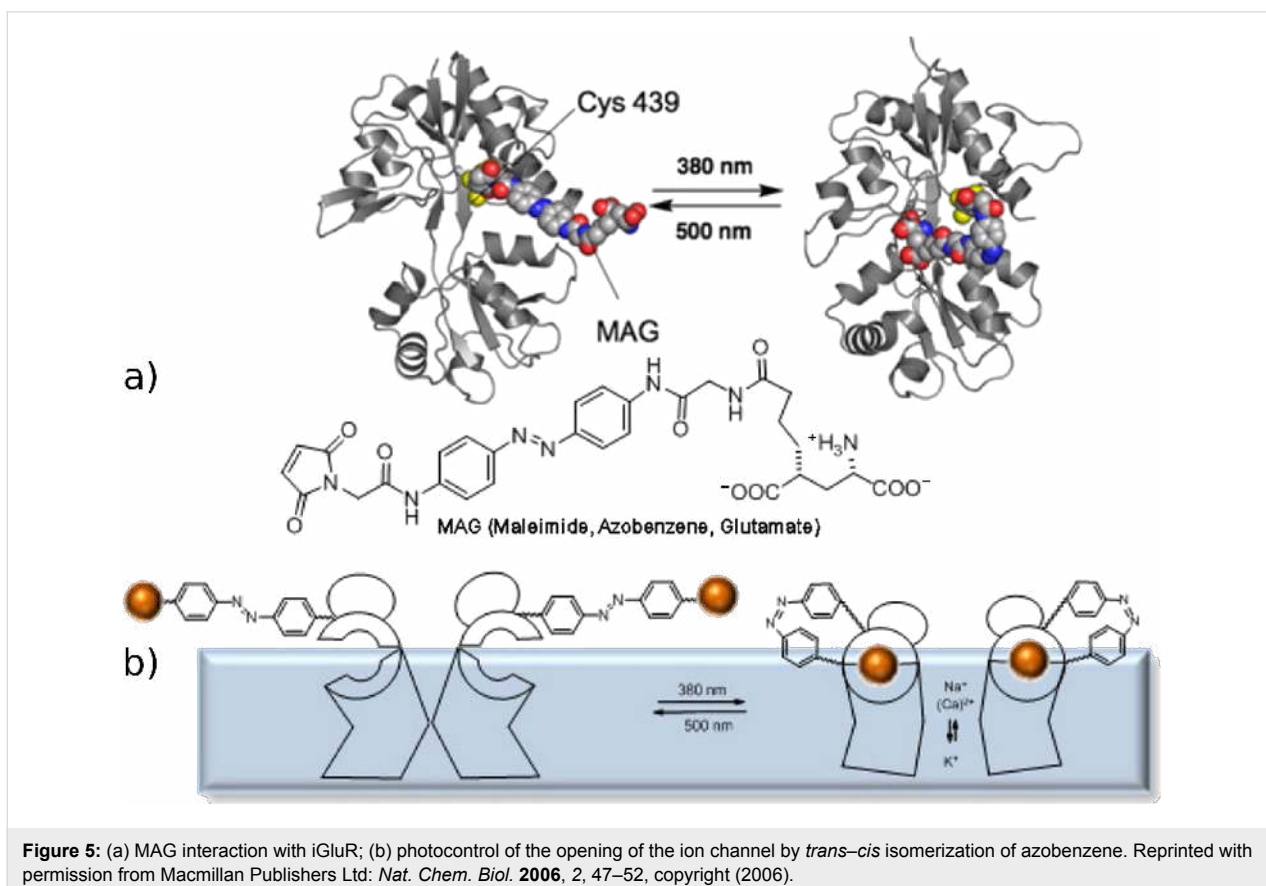 Cys 439
380 nm
500 nm
MAG
a)
O
O
N
O
N
H
N
N
H
N
O
N
H
O
⁺H₃N
⁻OOC
COO⁻
MAG (Maleimide, Azobenzene, Glutamate)
b)
N
N
N
N
N
N
N
N
380 nm
500 nm
Na⁺
(Ca)²⁺
K⁺
Figure 5: (a) MAG interaction with iGluR; (b) photocontrol of the opening of the ion channel by trans–cis isomerization of azobenzene. Reprinted with
permission from Macmillan Publishers Ltd: Nat. Chem. Biol. 2006, 2, 47–52, copyright (2006).